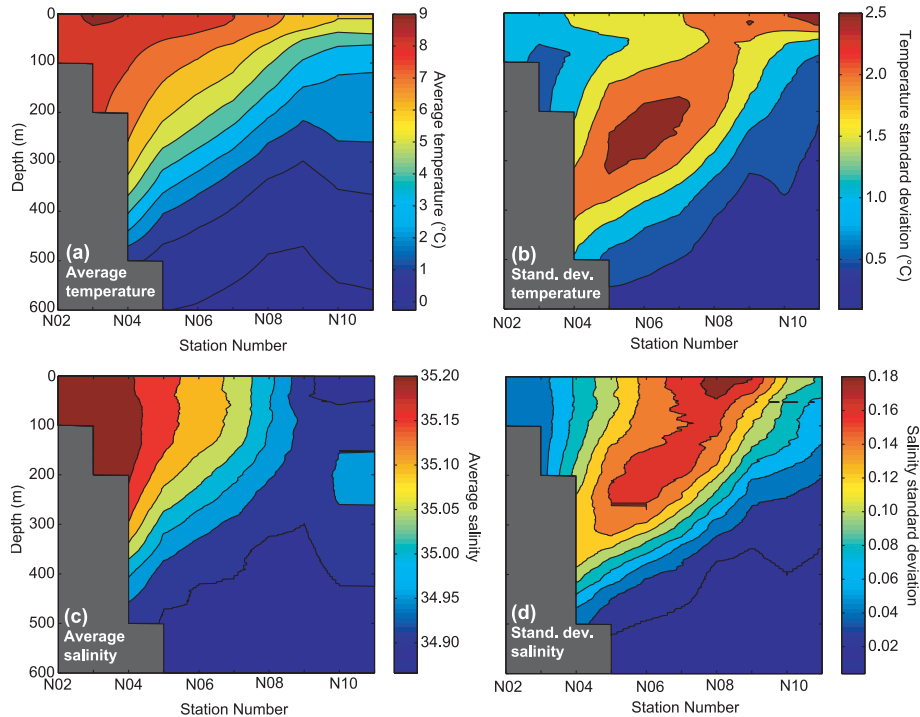 0
100
200
300
400
500
600
Depth (m)
(a)
Average
temperature
N02
N04
N06
N08
N10
Station Number
9
8
7
6
5
4
3
2
1
0
Average temperature (°C)
(b)
Stand. dev.
temperature
N02
N04
N06
N08
N10
Station Number
2.5
2.0
1.5
1.0
0.5
Temperature standard
deviation (°C)
0
100
200
300
400
500
600
Depth (m)
(c)
Average
salinity
N02
N04
N06
N08
N10
Station Number
35.20
35.15
35.10
35.05
35.00
34.95
34.90
Average salinity
(d)
Stand. dev.
salinity
N02
N04
N06
N08
N10
Station Number
0.18
0.16
0.14
0.12
0.10
0.08
0.06
0.04
0.02
Salinity standard deviation